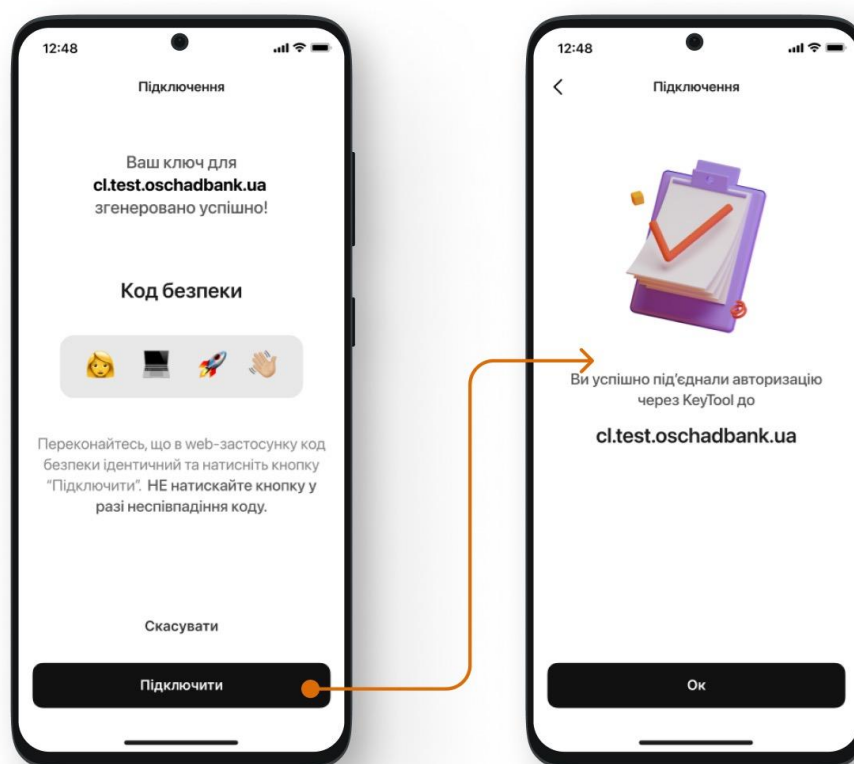 12:48
Підключення
Ваш ключ для
cl.test.oschadbank.ua
згенеровано успішно!
Код безпеки
Переконайтесь, що в web-застосунку код
безпеки ідентичний та натисніть кнопку
“Підключити”. НЕ натискайте кнопку у
разі неспівпадіння коду.
Скасувати
Підключити
12:48
Підключення
Ви успішно під’єднали авторизацію
через KeyTool до
cl.test.oschadbank.ua
Ок